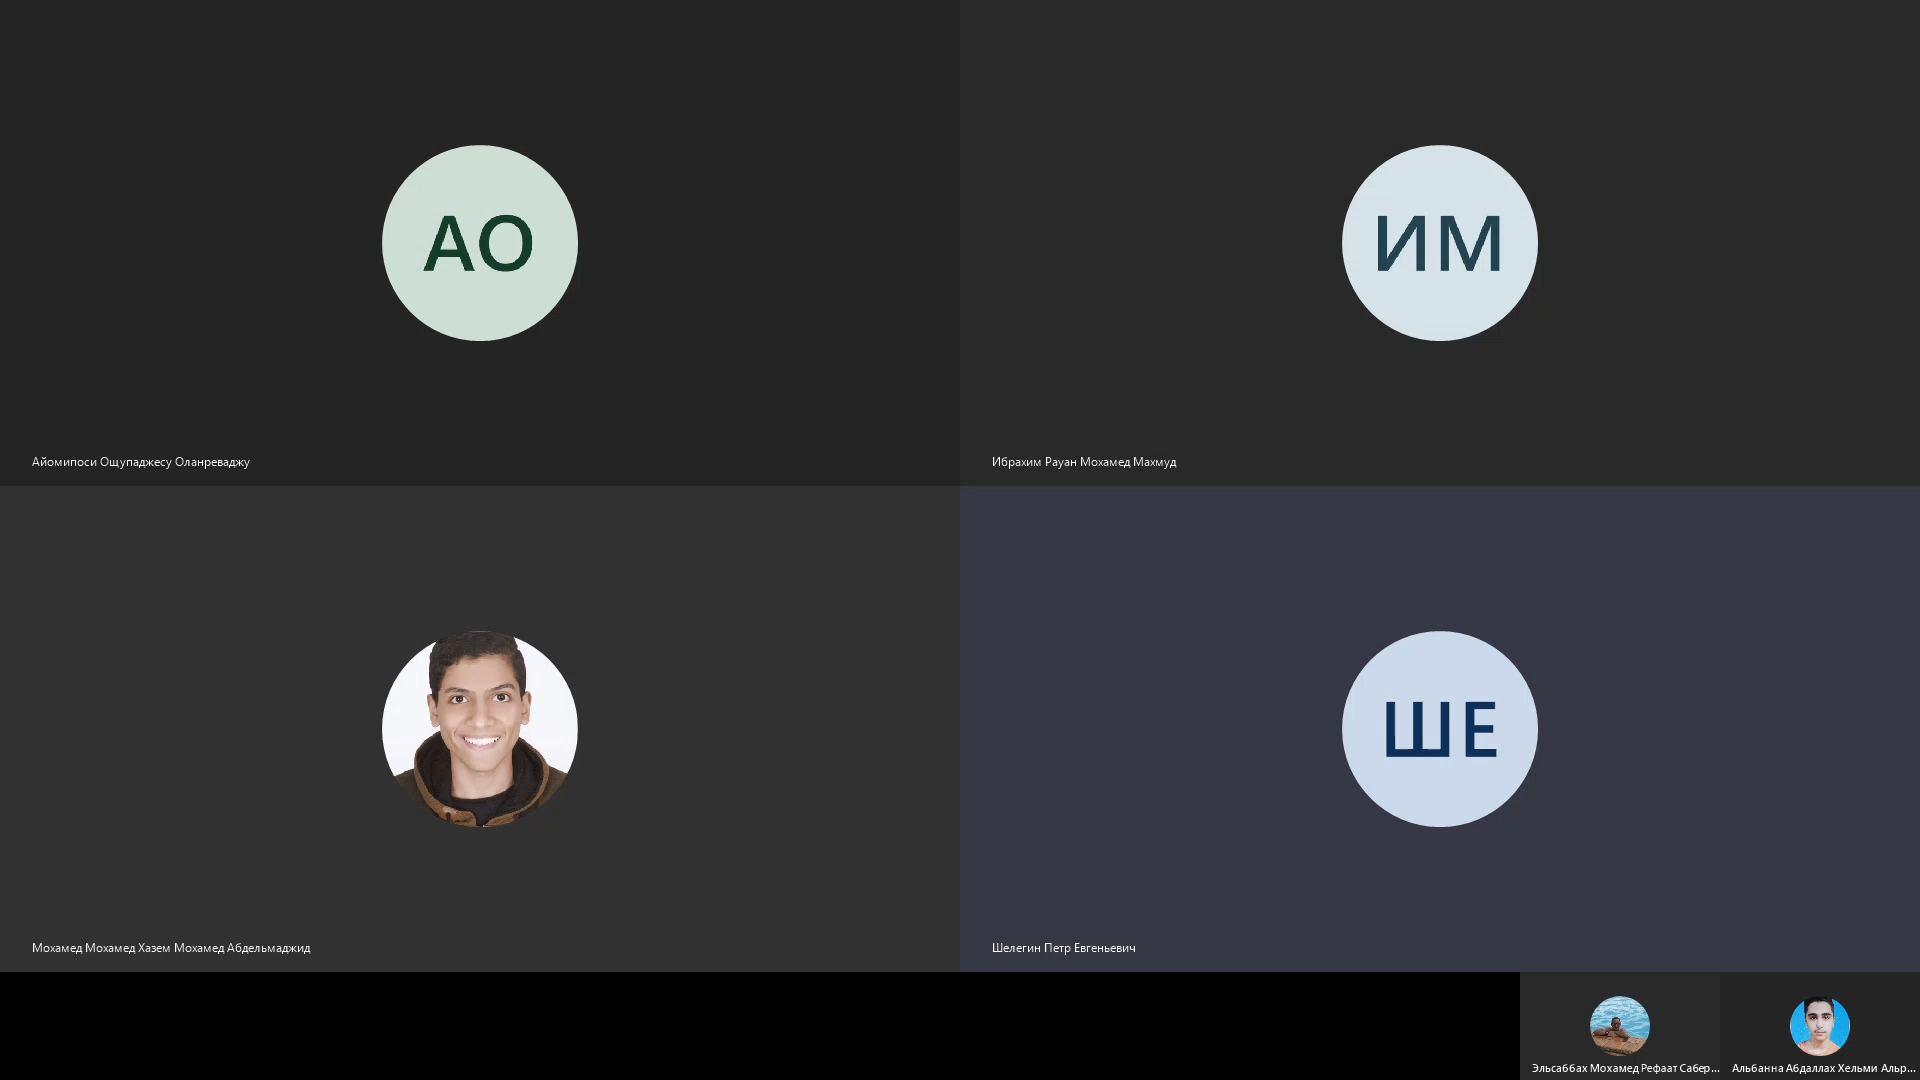 АО
ИМ
Айомипоси Ощупаджесу Оланреваджу
Ибрахим Рауан Мохамед Махмуд
ШЕ
Мохамед Мохамед Хазем Мохамед Абдельмаджид
Шелегин Петр Евгеньевич
Эльсаббах Мохамед Рефаат Сабер...
Альбанна Абдаллах Хельми Альр...